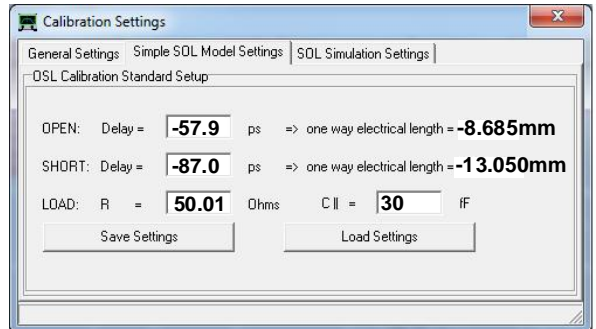 Calibration Settings
General Settings Simple SOL Model Settings SOL Simulation Settings
OSL Calibration Standard Setup
OPEN: Delay = -57.9 ps => one way electrical length = -8.685mm
SHORT: Delay = -87.0 ps => one way electrical length = -13.050mm
LOAD: R = 50.01 Ohms C || = 30 fF
Save Settings Load Settings